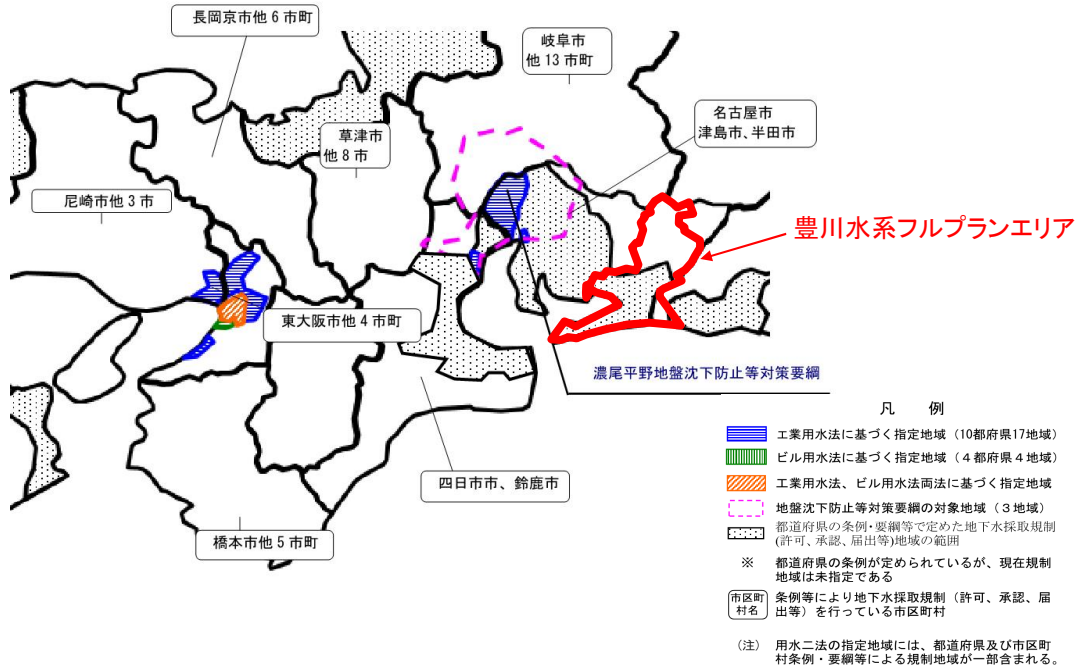 長岡京市他６市町
岐阜市
他13市町
名古屋市
津島市、半田市
草津市
他８市
尼崎市他３市
豊川水系フルプランエリア
東大阪市他４市町
濃尾平野地盤沈下防止等対策要綱
四日市市、鈴鹿市
橋本市他５市町
凡　例
工業用水法に基づく指定地域（10都府県17地域）
ビル用水法に基づく指定地域（４都府県４地域）
工業用水法、ビル用水法両法に基づく指定地域
地盤沈下防止等対策要綱の対象地域（３地域）
都道府県の条例・要綱等で定めた地下水採取規制
(許可、承認、届出等)地域の範囲
※　都道府県の条例が定められているが、現在規制
地域は未指定である
市区町
村名
条例等により地下水採取規制（許可、承認、届
出等）を行っている市区町村
（注）　用水二法の指定地域には、都道府県及び市区町
村条例・要綱等による規制地域が一部含まれる。